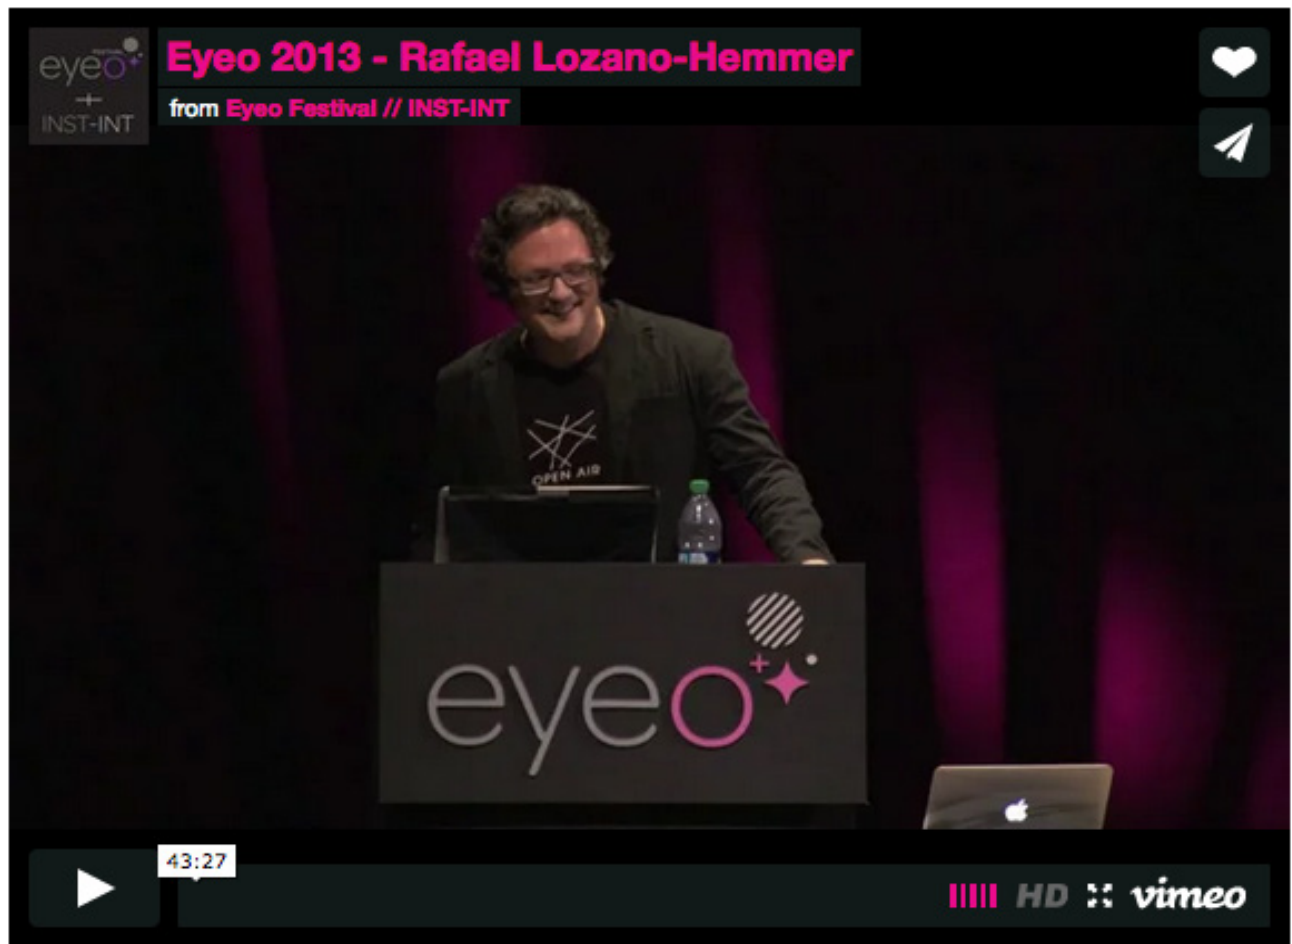 eyeo
FESTIVAL
+
INST-INT
Eyeo 2013 - Rafael Lozano-Hemmer
from Eyeo Festival // INST-INT
OPEN AIR
eyeo
43:27
HD
vimeo